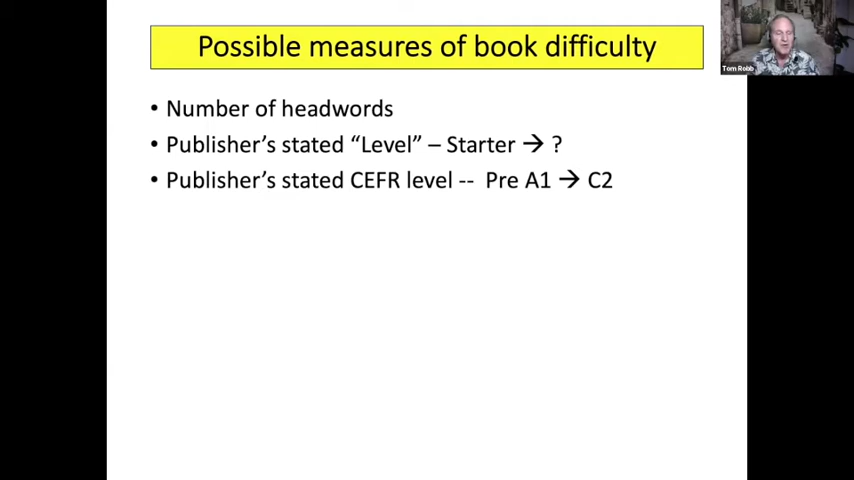 Possible measures of book difficulty
• Number of headwords
• Publisher's stated “Level” – Starter → ?
• Publisher's stated CEFR level -- Pre A1 → C2
Tom Robb